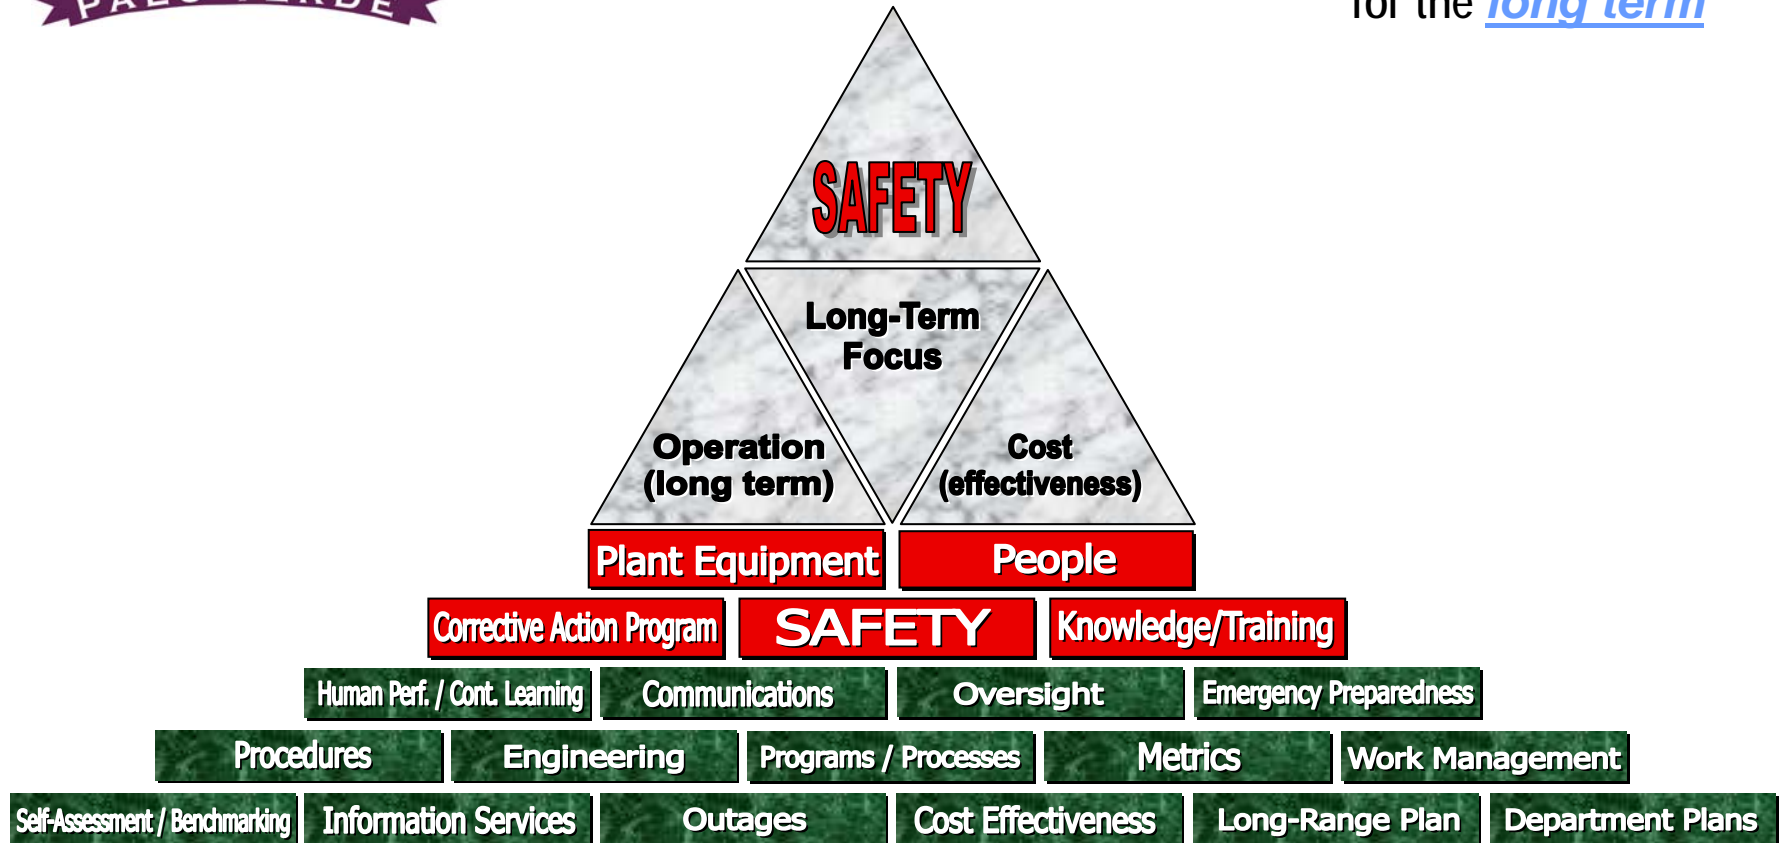 PALO VERDE
for the long term
SAFETY
Long-Term
Focus
Operation
(long term)
Cost
(effectiveness)
Plant Equipment
People
Corrective Action Program
SAFETY
Knowledge/Training
Human Perf. / Cont. Learning
Communications
Oversight
Emergency Preparedness
Procedures
Engineering
Programs / Processes
Metrics
Work Management
Self-Assessment / Benchmarking
Information Services
Outages
Cost Effectiveness
Long-Range Plan
Department Plans